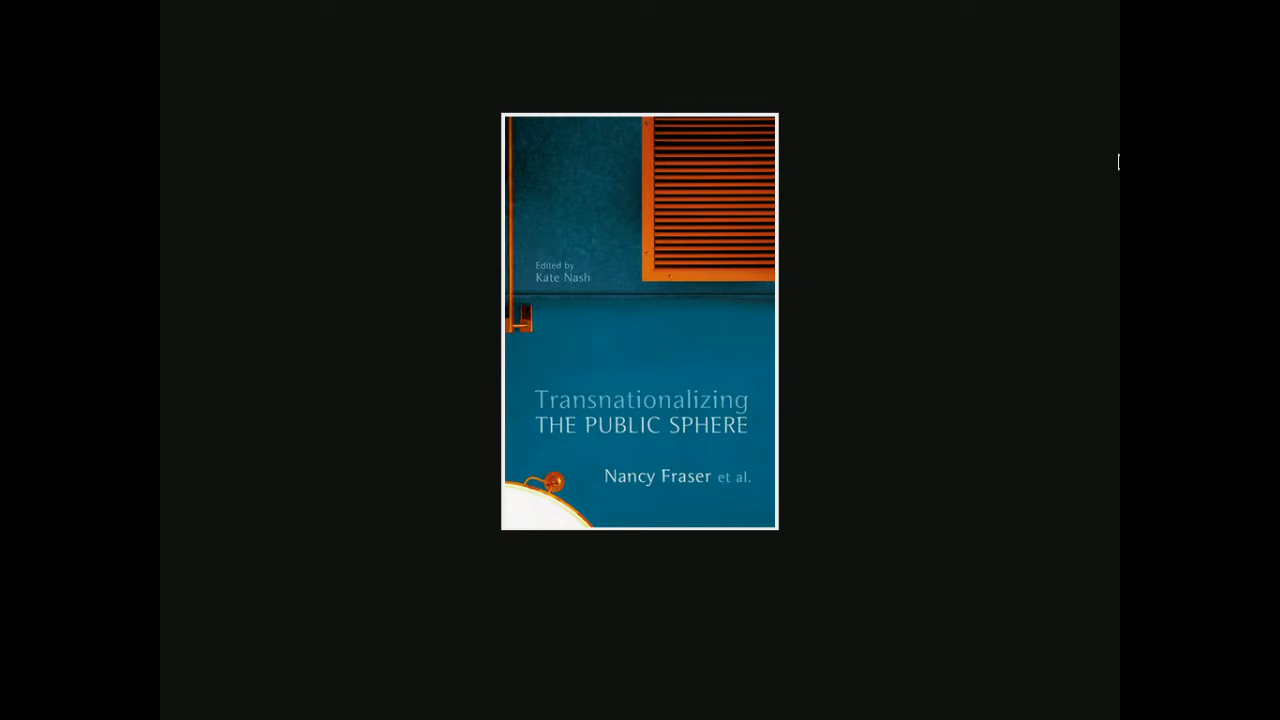 Edited by
Kate Nash
Transnationalizing
THE PUBLIC SPHERE
Nancy Fraser et al.